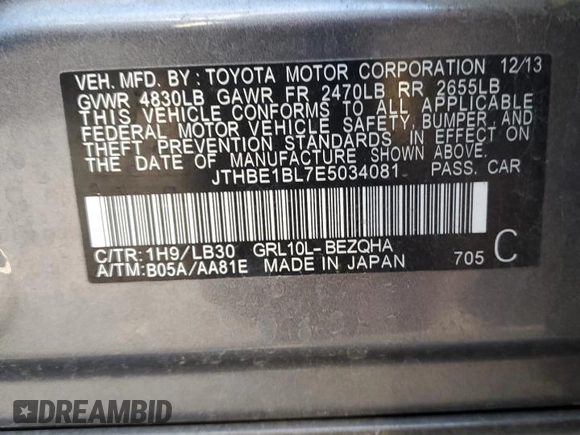 VEH. MFD BY : TOYOTA MOTOR CORPORATION 12/13
GVWR 4830LB GAWR FR 2470LB RR 2655LB
THIS VEHICLE CONFORMS TO ALL APPLICABLE
FEDERAL MOTOR VEHICLE SAFETY, BUMPER, AND
THEFT PREVENTION STANDARDS IN EFFECT ON
THE DATE OF MANUFACTURE SHOWN ABOVE.
JTHBE1BL7E5034081 PASS. CAR
C/TR: 1H9/LB30 GRL10L-BEZQHA
A/TM: B05A/AA81E MADE IN JAPAN 705 C
DREAMBID